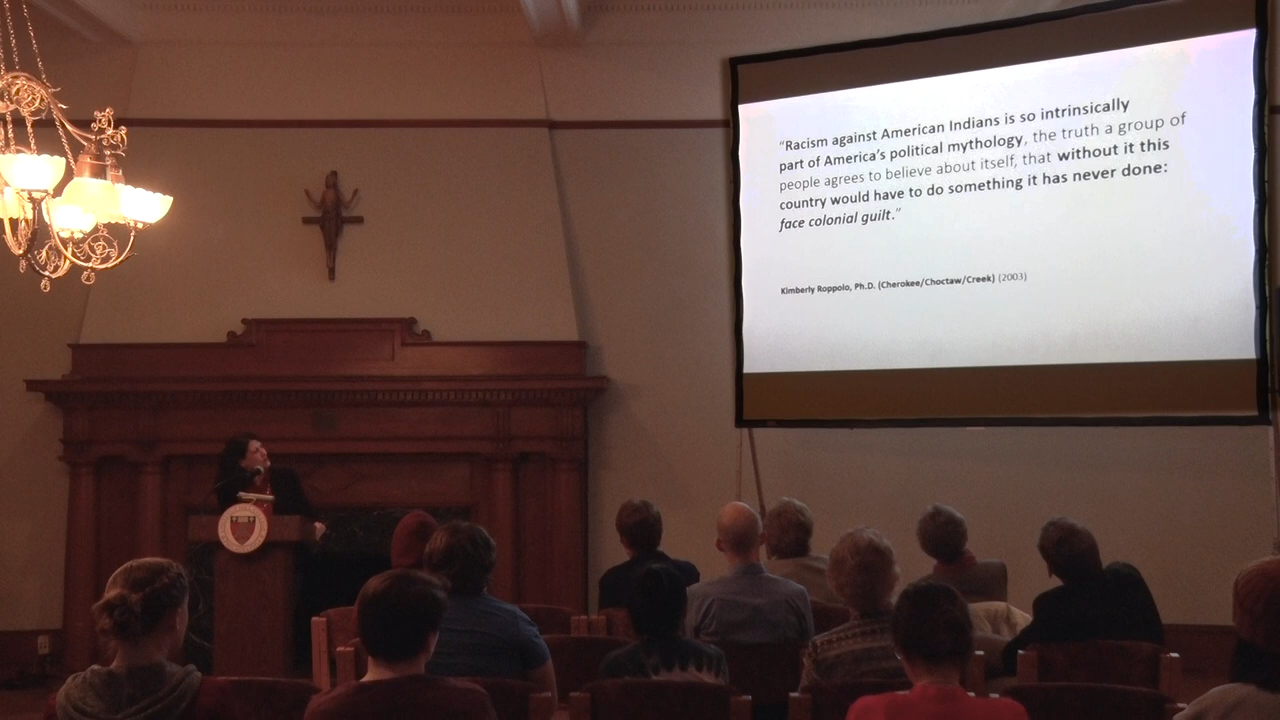 “Racism against American Indians is so intrinsically
part of America’s political mythology, the truth a group of
people agrees to believe about itself, that without it this
country would have to do something it has never done:
face colonial guilt.”
Kimberly Roppolo, Ph.D. (Cherokee/Choctaw/Creek) (2003)